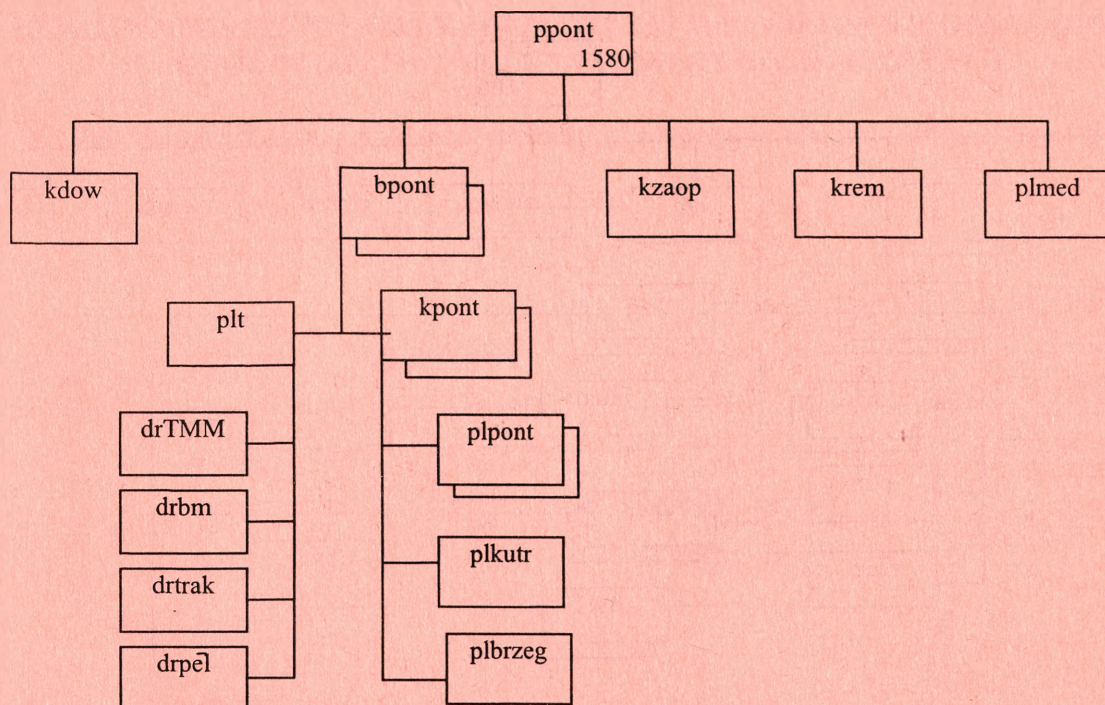 ppont
1580
kdow
bpont
kzaop
krem
plmed
plt
kpont
drTMM
plpont
drbm
plkutr
drtrak
plbrzeg
drpel